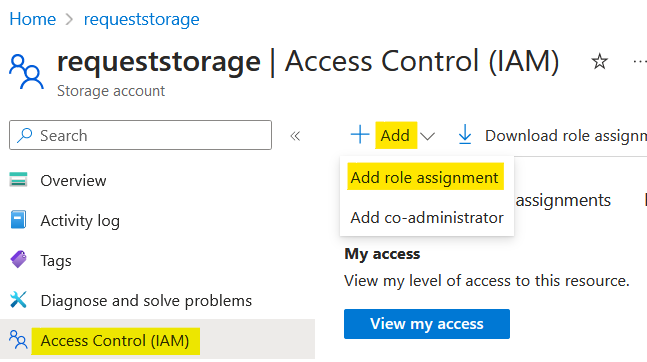 Home > requeststorage
requeststorage | Access Control (IAM) ☆ ...
Storage account
Search «
+ Add Download role assignm
Overview
Add role assignment
Activity log
assignments
Add co-administrator
Tags
My access
View my level of access to this resource.
Diagnose and solve problems
View my access
Access Control (IAM)